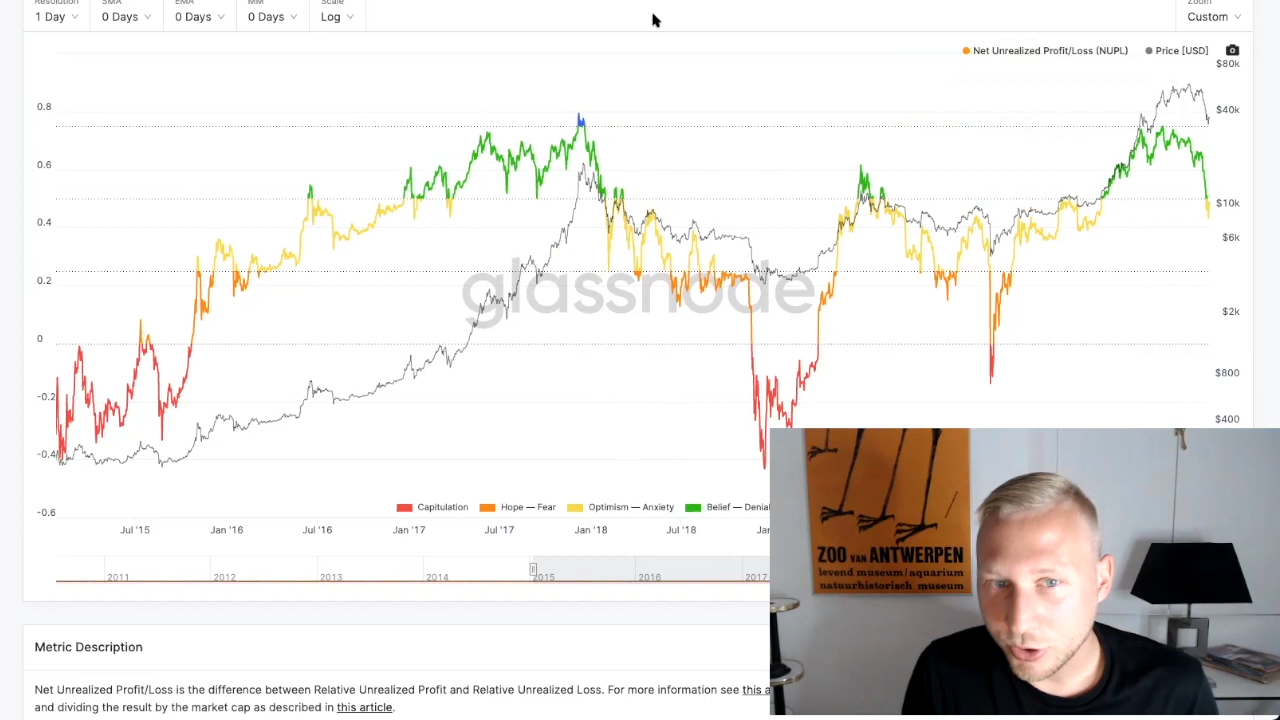 Resolution SMA EMA MM Scale Zoom
1 Day 0 Days 0 Days 0 Days Log Custom
Net Unrealized Profit/Loss (NUPL) Price [USD]
$80k
0.8 $40k
0.6
0.4 $10k
$6k
0.2 glassnode
$2k
0
$800
-0.2 $400
-0.4
-0.6
Capitulation Hope — Fear Optimism — Anxiety Belief — Denial
Jul '15 Jan '16 Jul '16 Jan '17 Jul '17 Jan '18 Jul '18 Jan
2011 2012 2013 2014 2015 2016 2017
Metric Description
Net Unrealized Profit/Loss is the difference between Relative Unrealized Profit and Relative Unrealized Loss. For more information see this a
and dividing the result by the market cap as described in this article.
ZOO VAN ANTWERPEN
levend museum/aquarium
natuurhistorisch museum